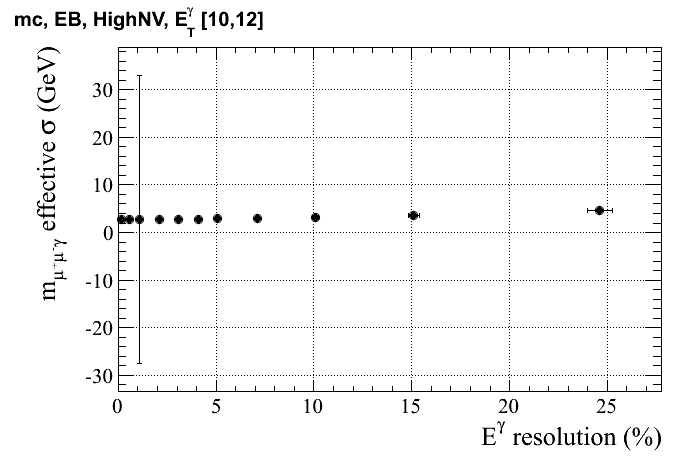 mc, EB, HighNV, E_T^γ [10,12]
m_{μ⁺μ⁻γ} effective σ (GeV)
30
20
10
0
-10
-20
-30
0 5 10 15 20 25
E^γ resolution (%)